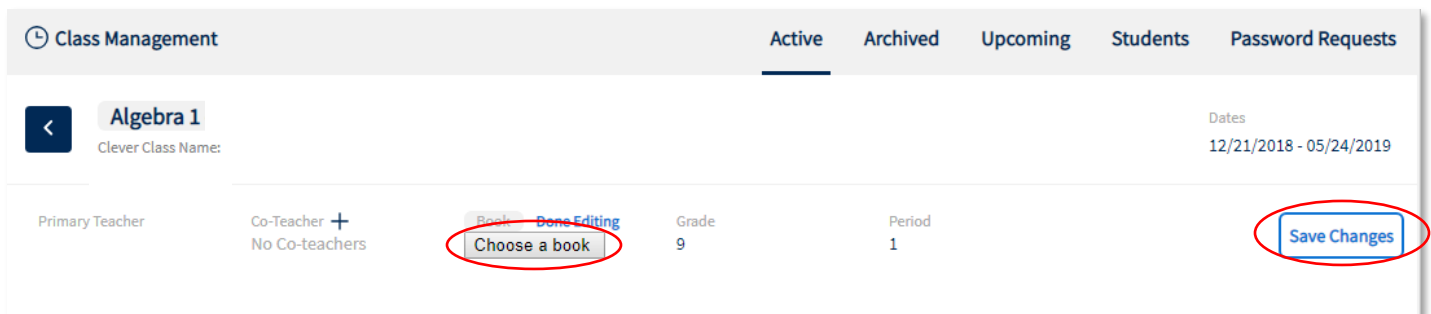 Class Management
Active Archived Upcoming Students Password Requests
Algebra 1
Clever Class Name:
Dates
12/21/2018 - 05/24/2019
Primary Teacher
Co-Teacher +
No Co-teachers
Book Done Editing
Choose a book
Grade
9
Period
1
Save Changes